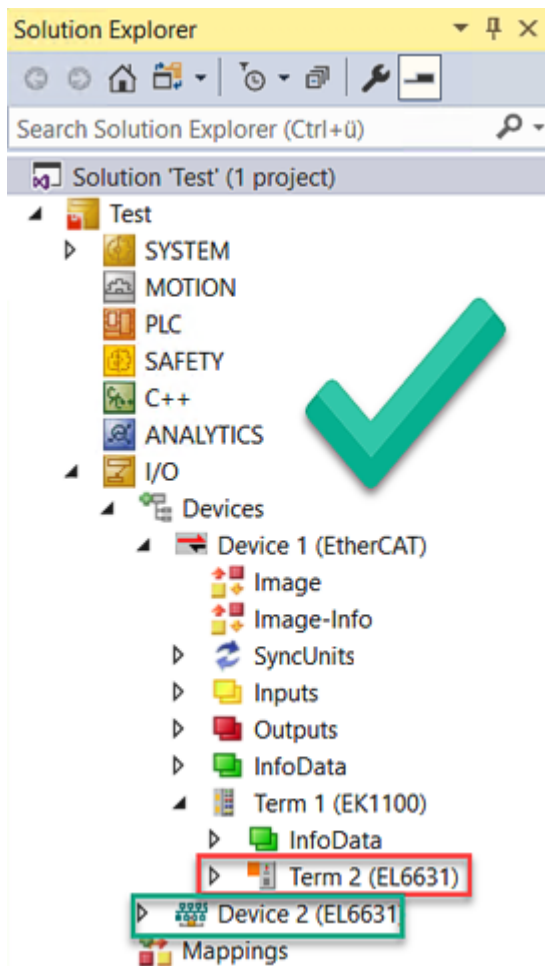 Solution Explorer
Search Solution Explorer (Ctrl+ü)
Solution 'Test' (1 project)
Test
SYSTEM
MOTION
PLC
SAFETY
C++
ANALYTICS
I/O
Devices
Device 1 (EtherCAT)
Image
Image-Info
SyncUnits
Inputs
Outputs
InfoData
Term 1 (EK1100)
InfoData
Term 2 (EL6631)
Device 2 (EL6631)
Mappings